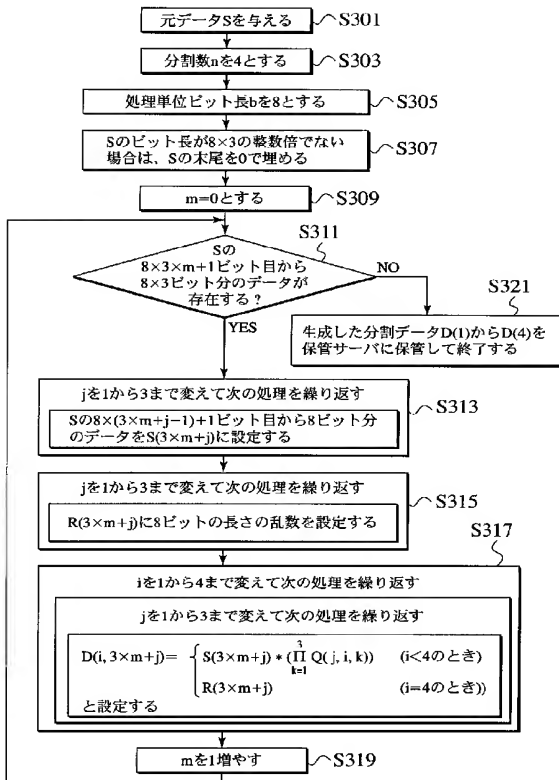 元データSを与える
S301
分割数nを4とする
S303
処理単位ビット長bを8とする
S305
Sのビット長が8×3の整数倍でない
場合は、Sの末尾を0で埋める
S307
m=0とする
S309
S311
Sの
8×3×m+1ビット目から
8×3ビット分のデータが
存在する?
NO
YES
S321
生成した分割データD(1)からD(4)を
保管サーバに保管して終了する
jを1から3まで変えて次の処理を繰り返す
S313
Sの8×(3×m+j-1)+1ビット目から8ビット分
のデータをS(3×m+j)に設定する
jを1から3まで変えて次の処理を繰り返す
S315
R(3×m+j)に8ビットの長さの乱数を設定する
S317
iを1から4まで変えて次の処理を繰り返す
jを1から3まで変えて次の処理を繰り返す
D(i, 3×m+j)= { S(3×m+j) * (∏_{k=1}^{3} Q(j, i, k)) (i<4のとき)
R(3×m+j) (i=4のとき))
と設定する
mを1増やす
S319